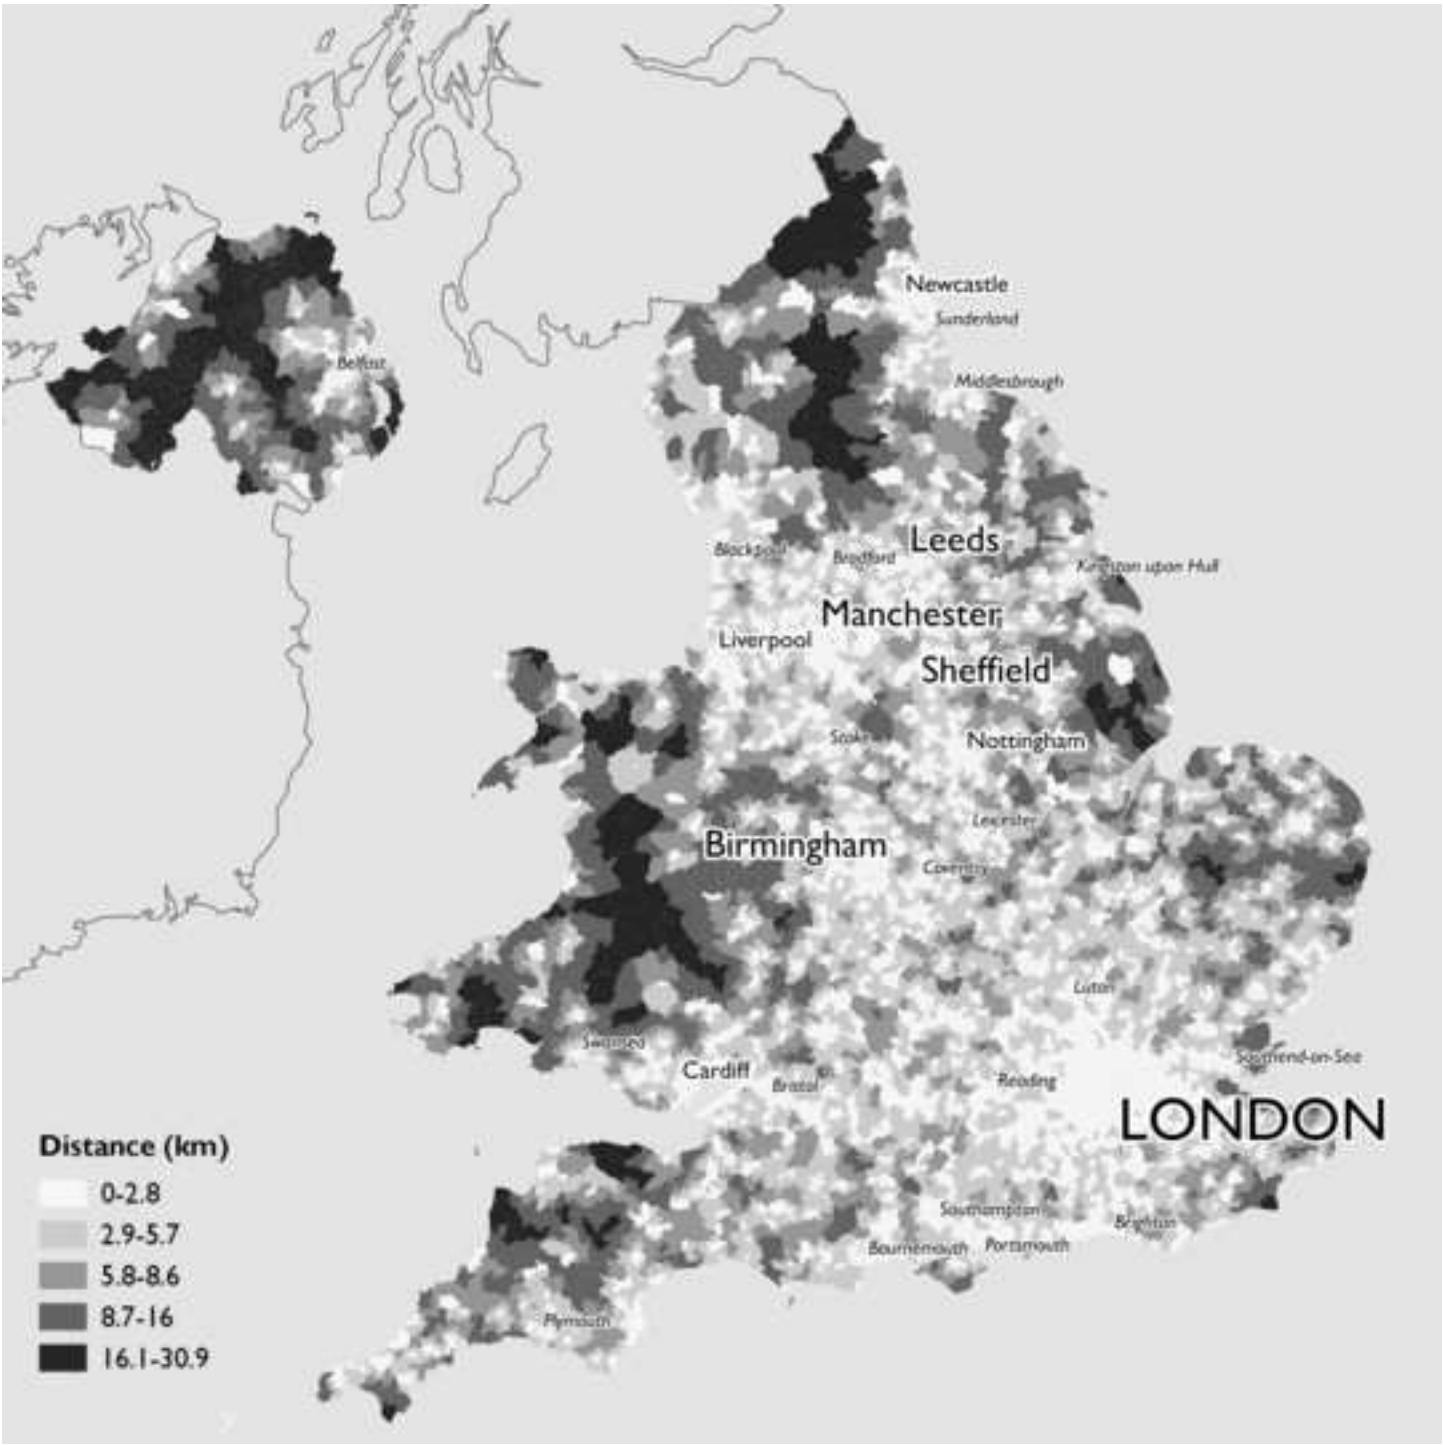 Newcastle
Sunderland
Belfast
Middlesbrough
Leeds
Blackpool
Bradford
Kingston upon Hull
Manchester
Liverpool
Sheffield
Stoke
Nottingham
Leicester
Birmingham
Coventry
Luton
Swansea
Southend-on-Sea
Cardiff
Reading
Bristol
LONDON
Distance (km)
0-2.8
2.9-5.7
5.8-8.6
8.7-16
16.1-30.9
Southampton
Brighton
Bournemouth
Portsmouth
Plymouth